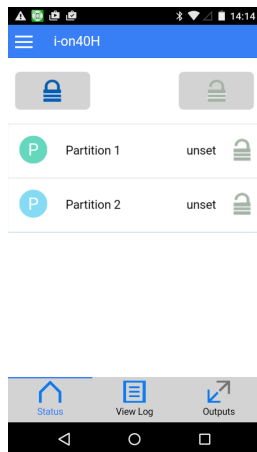 14:14
i-on40H
P Partition 1 unset
P Partition 2 unset
Status View Log Outputs